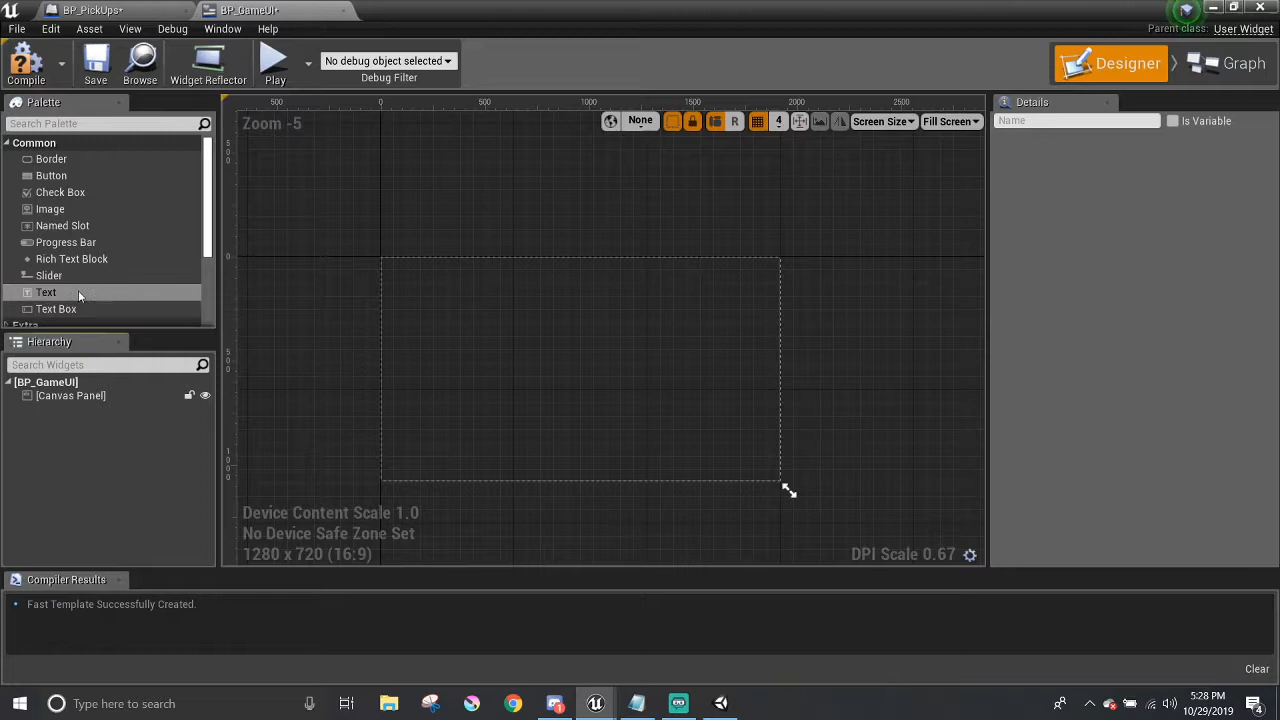 BP_PickUps*
BP_GameUI*
File Edit Asset View Debug Window Help
Parent class: User Widget
Compile Save Browse Widget Reflector Play
No debug object selected
Debug Filter
Designer Graph
Palette
Search Palette
Common
Border
Button
Check Box
Image
Named Slot
Progress Bar
Rich Text Block
Slider
Text
Text Box
Extra
Hierarchy
Search Widgets
[BP_GameUI]
[Canvas Panel]
500 0 500 1000 1500 2000 2500
Zoom -5
None R 4 Screen Size Fill Screen
500
0
500
1000
Device Content Scale 1.0
No Device Safe Zone Set
1280 x 720 (16:9)
DPI Scale 0.67
Details
Name Is Variable
Compiler Results
Fast Template Successfully Created.
Clear
Type here to search
5:28 PM
10/29/2019
4